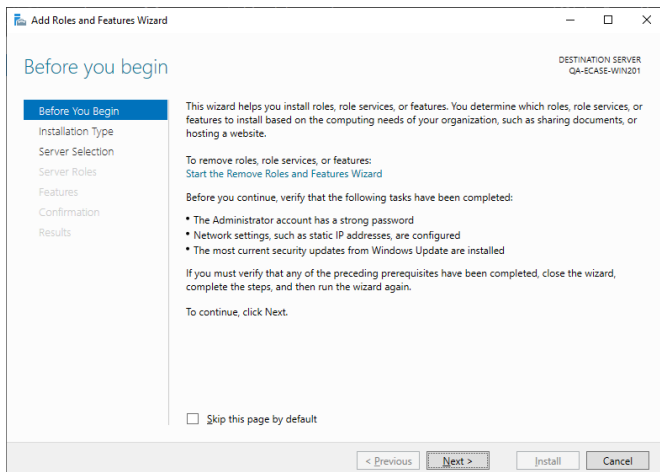 Add Roles and Features Wizard
Before you begin
DESTINATION SERVER
QA-ECASE-WIN201
Before You Begin
Installation Type
Server Selection
Server Roles
Features
Confirmation
Results
This wizard helps you install roles, role services, or features. You determine which roles, role services, or
features to install based on the computing needs of your organization, such as sharing documents, or
hosting a website.
To remove roles, role services, or features:
Start the Remove Roles and Features Wizard
Before you continue, verify that the following tasks have been completed:
• The Administrator account has a strong password
• Network settings, such as static IP addresses, are configured
• The most current security updates from Windows Update are installed
If you must verify that any of the preceding prerequisites have been completed, close the wizard,
complete the steps, and then run the wizard again.
To continue, click Next.
Skip this page by default
< Previous
Next >
Install
Cancel